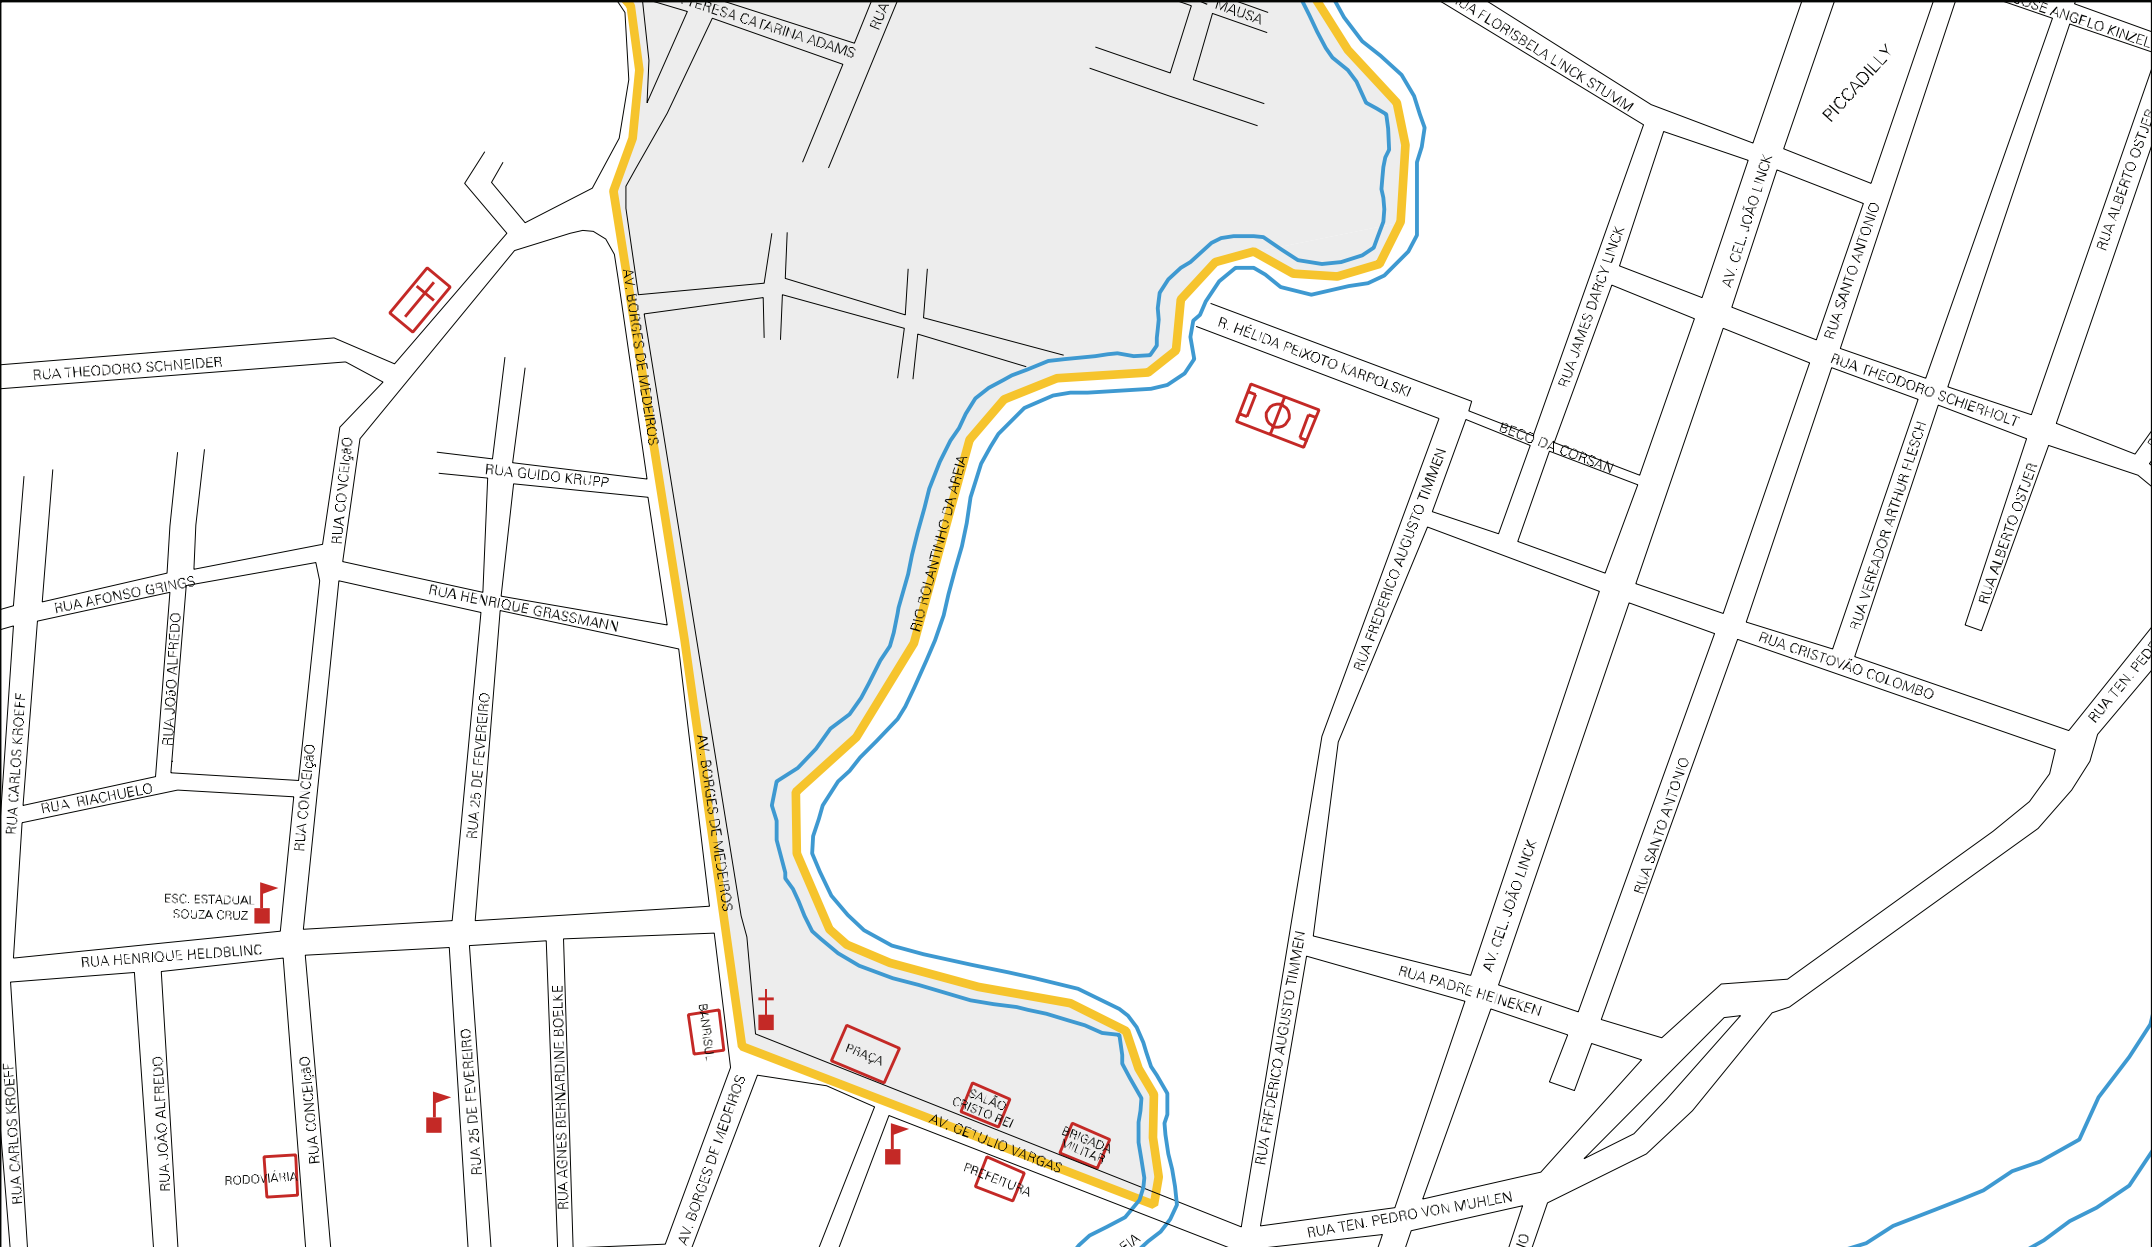 TERESA CATARINA ADAMS
RUA
MAUSA
RUA FLORISBELA LINCK STUMM
PICCADILLY
JOSÉ ANGELO KINZEL
RUA ALBERTO OSTJER
AV. CEL. JOÃO LINCK
RUA SANTO ANTONIO
RUA JAMES DARCY LINCK
AV. BORGES DE MEDEIROS
R. HÉLIDA PEIXOTO KARPOLSKI
RUA THEODORO SCHNEIDER
RUA THEODORO SCHIERHOLT
BECO DA CORSAN
RUA CONCEIção
RUA GUIDO KRUPP
RIO ROLANTINHO DA AREIA
RUA FREDERICO AUGUSTO TIMMEN
RUA VEREADOR ARTHUR FLESCH
RUA ALBERTO OSTJER
RUA AFONSO GRINGS
RUA HENRIQUE GRASSMANN
RUA JOãO ALFREDO
RUA CRISTOVÃO COLOMBO
RUA TEN. PED
RUA CARLOS KROEFF
RUA RIACHUELO
RUA CONCEIção
RUA 25 DE FEVEREIRO
AV. BORGES DE MEDEIROS
AV. CEL. JOÃO LINCK
RUA SANTO ANTONIO
ESC. ESTADUAL
SOUZA CRUZ
RUA HENRIQUE HELDBLINC
RUA PADRE HEINEKEN
RUA FREDERICO AUGUSTO TIMMEN
BANRISUL
PRAÇA
SALÃO
CRISTO REI
BRIGADA
MILITAR
AV. GETULIO VARGAS
PREFEITURA
RUA CARLOS KROEFF
RUA JOÃO ALFREDO
RUA CONCEIção
RODOVIÁRIA
RUA 25 DE FEVEREIRO
RUA AGNES BERNARDINE BOELKE
AV. BORGES DE MEDEIROS
RUA TEN. PEDRO VON MUHLEN
EIA
IO